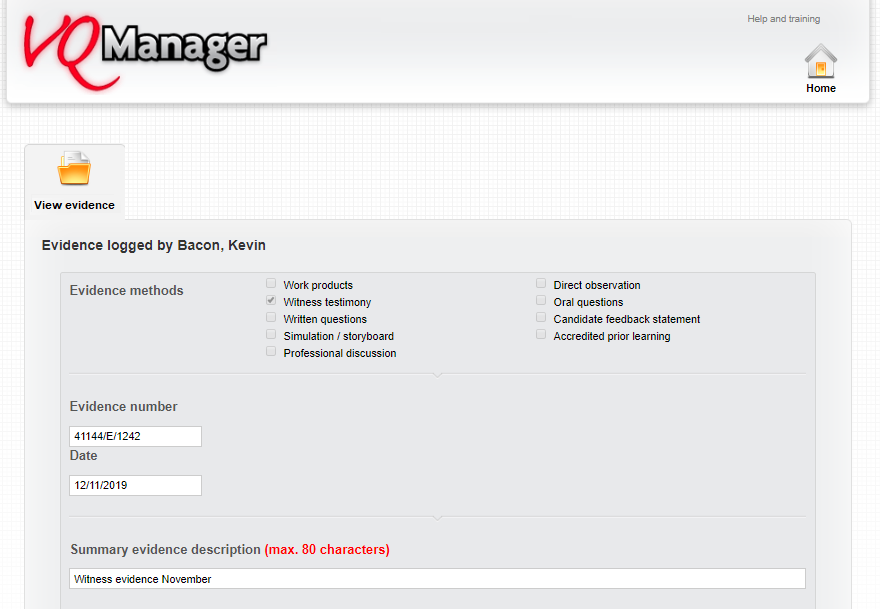 VQManager
Help and training
Home
View evidence
Evidence logged by Bacon, Kevin
Evidence methods
Work products
Direct observation
Witness testimony
Oral questions
Written questions
Candidate feedback statement
Simulation / storyboard
Accredited prior learning
Professional discussion
Evidence number
41144/E/1242
Date
12/11/2019
Summary evidence description (max. 80 characters)
Witness evidence November